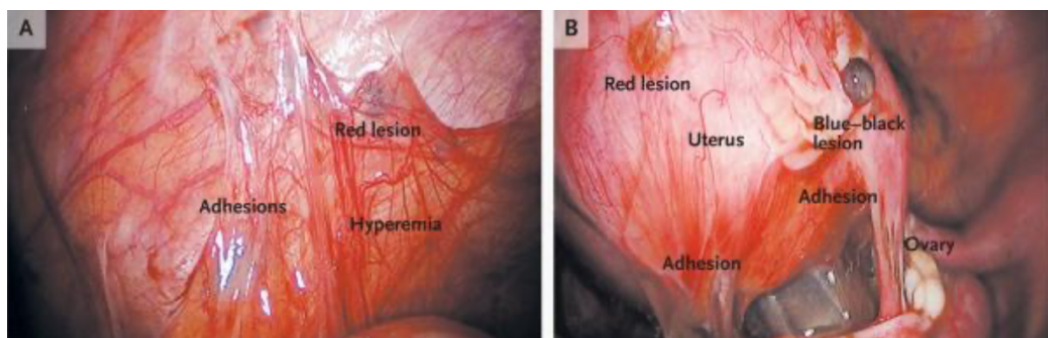 A
Red lesion
Adhesions
Hyperemia
B
Red lesion
Uterus
Blue–black
lesion
Adhesion
Ovary
Adhesion